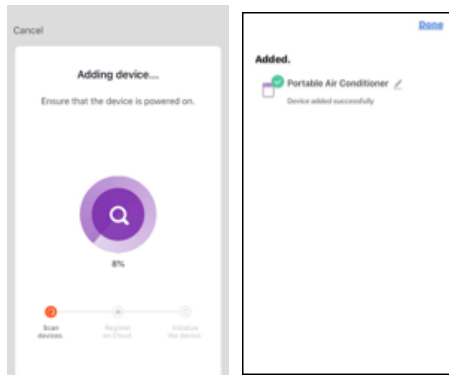 Cancel
Adding device...
Ensure that the device is powered on.
8%
Scan
devices.
Register
on Cloud.
Initialize
the device.
Done
Added.
Portable Air Conditioner
Device added successfully